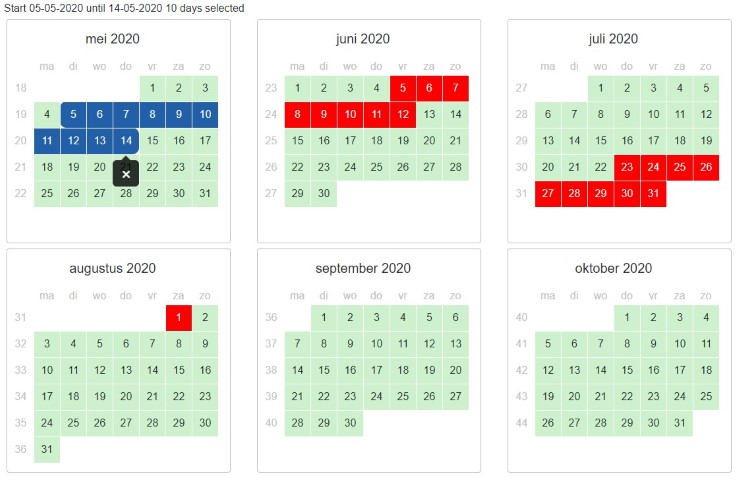 Start 05-05-2020 until 14-05-2020 10 days selected
mei 2020
ma di wo do vr za zo
18 1 2 3
19 4 5 6 7 8 9 10
20 11 12 13 14 15 16 17
21 18 19 20 21 22 23 24
22 25 26 27 28 29 30 31
juni 2020
ma di wo do vr za zo
23 1 2 3 4 5 6 7
24 8 9 10 11 12 13 14
25 15 16 17 18 19 20 21
26 22 23 24 25 26 27 28
27 29 30
juli 2020
ma di wo do vr za zo
27 1 2 3 4 5
28 6 7 8 9 10 11 12
29 13 14 15 16 17 18 19
30 20 21 22 23 24 25 26
31 27 28 29 30 31
augustus 2020
ma di wo do vr za zo
31 1 2
32 3 4 5 6 7 8 9
33 10 11 12 13 14 15 16
34 17 18 19 20 21 22 23
35 24 25 26 27 28 29 30
36 31
september 2020
ma di wo do vr za zo
36 1 2 3 4 5 6
37 7 8 9 10 11 12 13
38 14 15 16 17 18 19 20
39 21 22 23 24 25 26 27
40 28 29 30
oktober 2020
ma di wo do vr za zo
40 1 2 3 4
41 5 6 7 8 9 10 11
42 12 13 14 15 16 17 18
43 19 20 21 22 23 24 25
44 26 27 28 29 30 31